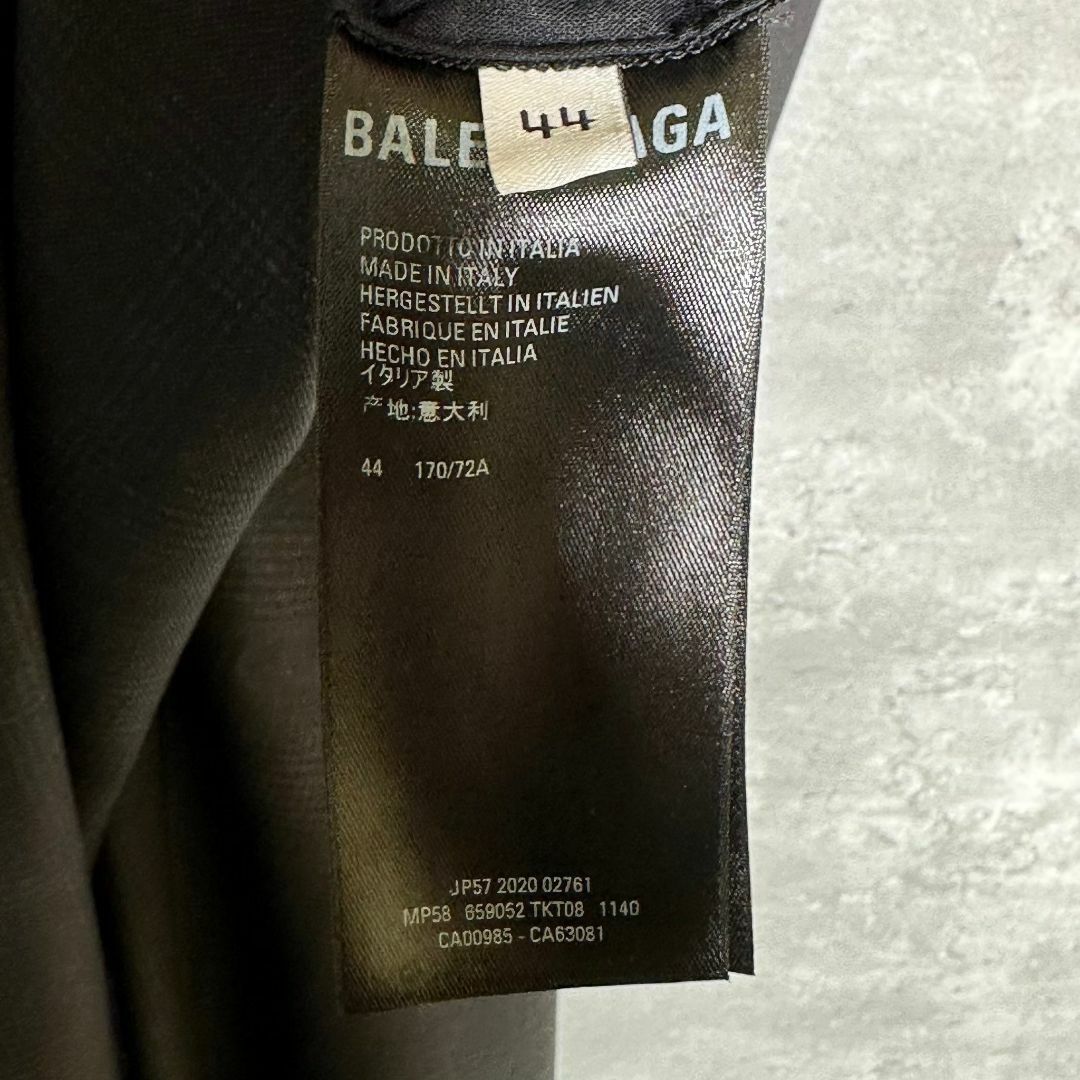 44
BALE AGA
PRODOTTO IN ITALIA
MADE IN ITALY
HERGESTELLT IN ITALIEN
FABRIQUE EN ITALIE
HECHO EN ITALIA
イタリア製
产地:意大利
44 170/72A
JP57 2020 02761
MP58 659052 TKT08 1140
CA00985 - CA63081